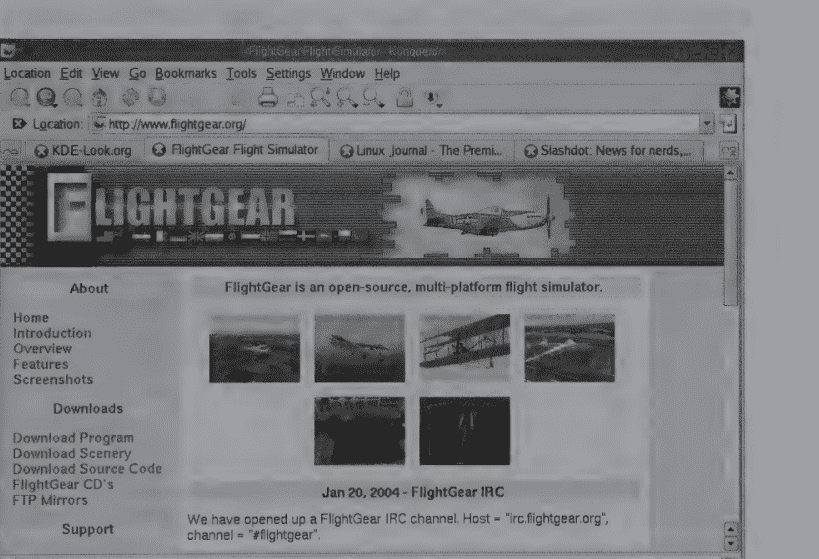 FlightGear Flight Simulator - Konqueror
Location Edit View Go Bookmarks Tools Settings Window Help
Location: http://www.flightgear.org/
KDE-Look.org FlightGear Flight Simulator Linux Journal - The Premi... Slashdot: News for nerds,...
FLIGHTGEAR
About
Home
Introduction
Overview
Features
Screenshots
Downloads
Download Program
Download Scenery
Download Source Code
FlightGear CD's
FTP Mirrors
Support
FlightGear is an open-source, multi-platform flight simulator.
Jan 20, 2004 - FlightGear IRC
We have opened up a FlightGear IRC channel. Host = "irc.flightgear.org",
channel = "#flightgear".